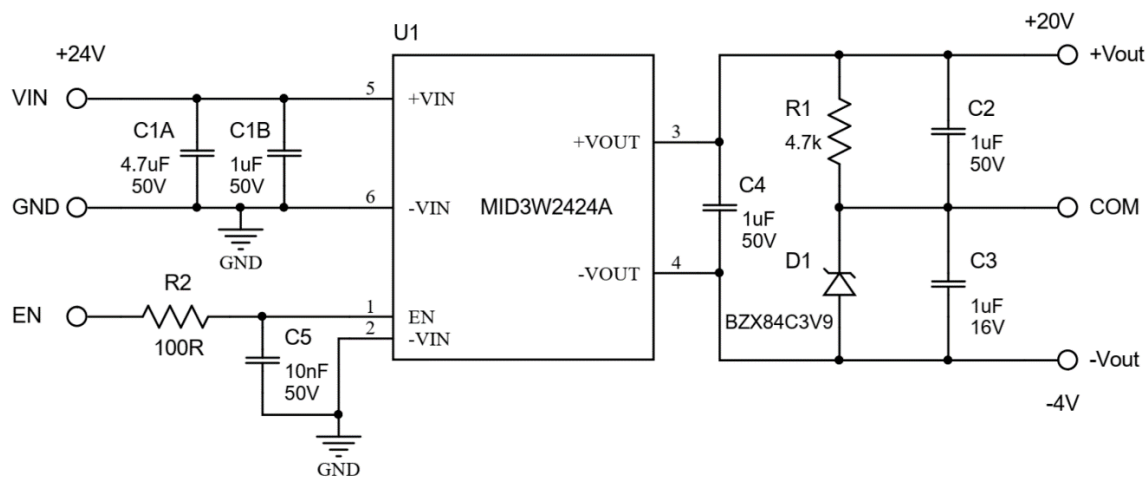 U1
+24V
+20V
VIN
5
+VIN
+Vout
C1A
C1B
4.7uF
50V
1uF
50V
R1
4.7k
C2
1uF
50V
+VOUT
3
GND
6
-VIN
MID3W2424A
C4
1uF
50V
COM
GND
-VOUT
4
D1
C3
R2
1uF
16V
EN
1
EN
BZX84C3V9
100R
C5
2
-VIN
10nF
50V
-Vout
-4V
GND